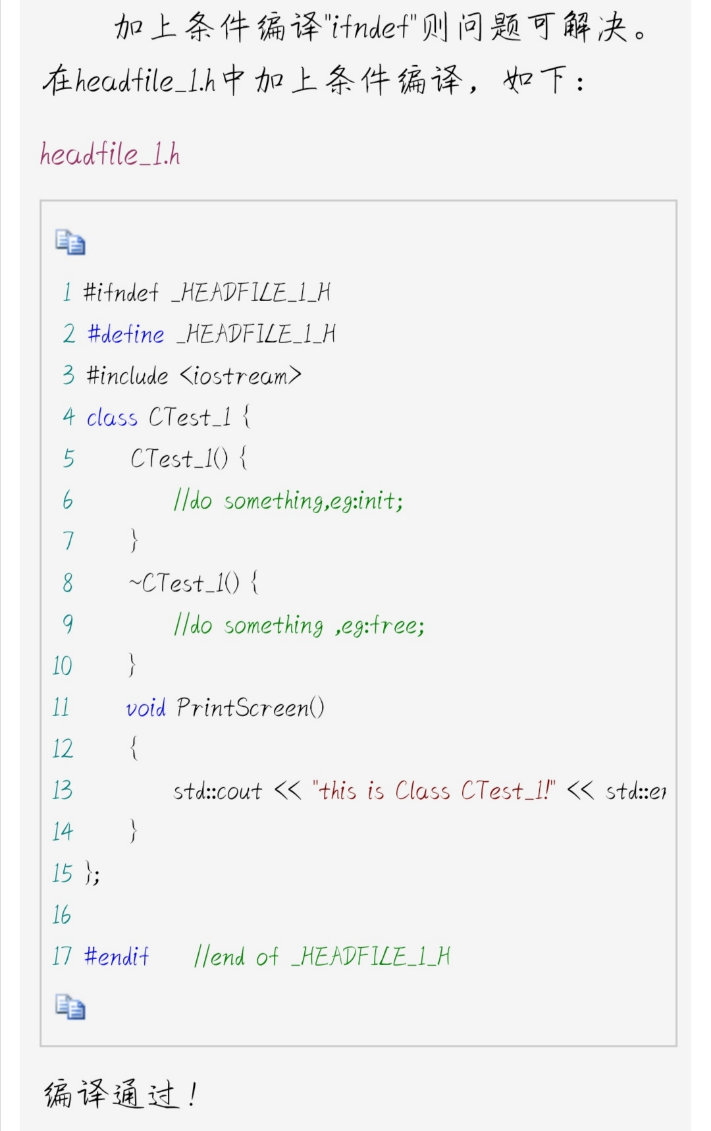 加上条件编译"ifndef"则问题可解决。
在headfile_1.h中加上条件编译，如下：
headfile_1.h
1 #ifndef _HEADFILE_1_H
2 #define _HEADFILE_1_H
3 #include <iostream>
4 class CTest_1 {
5 CTest_1() {
6 //do something,eg:init;
7 }
8 ~CTest_1() {
9 //do something ,eg:free;
10 }
11 void PrintScreen()
12 {
13 std::cout << "this is Class CTest_1!" << std::en
14 }
15 };
16
17 #endif //end of _HEADFILE_1_H
编译通过！